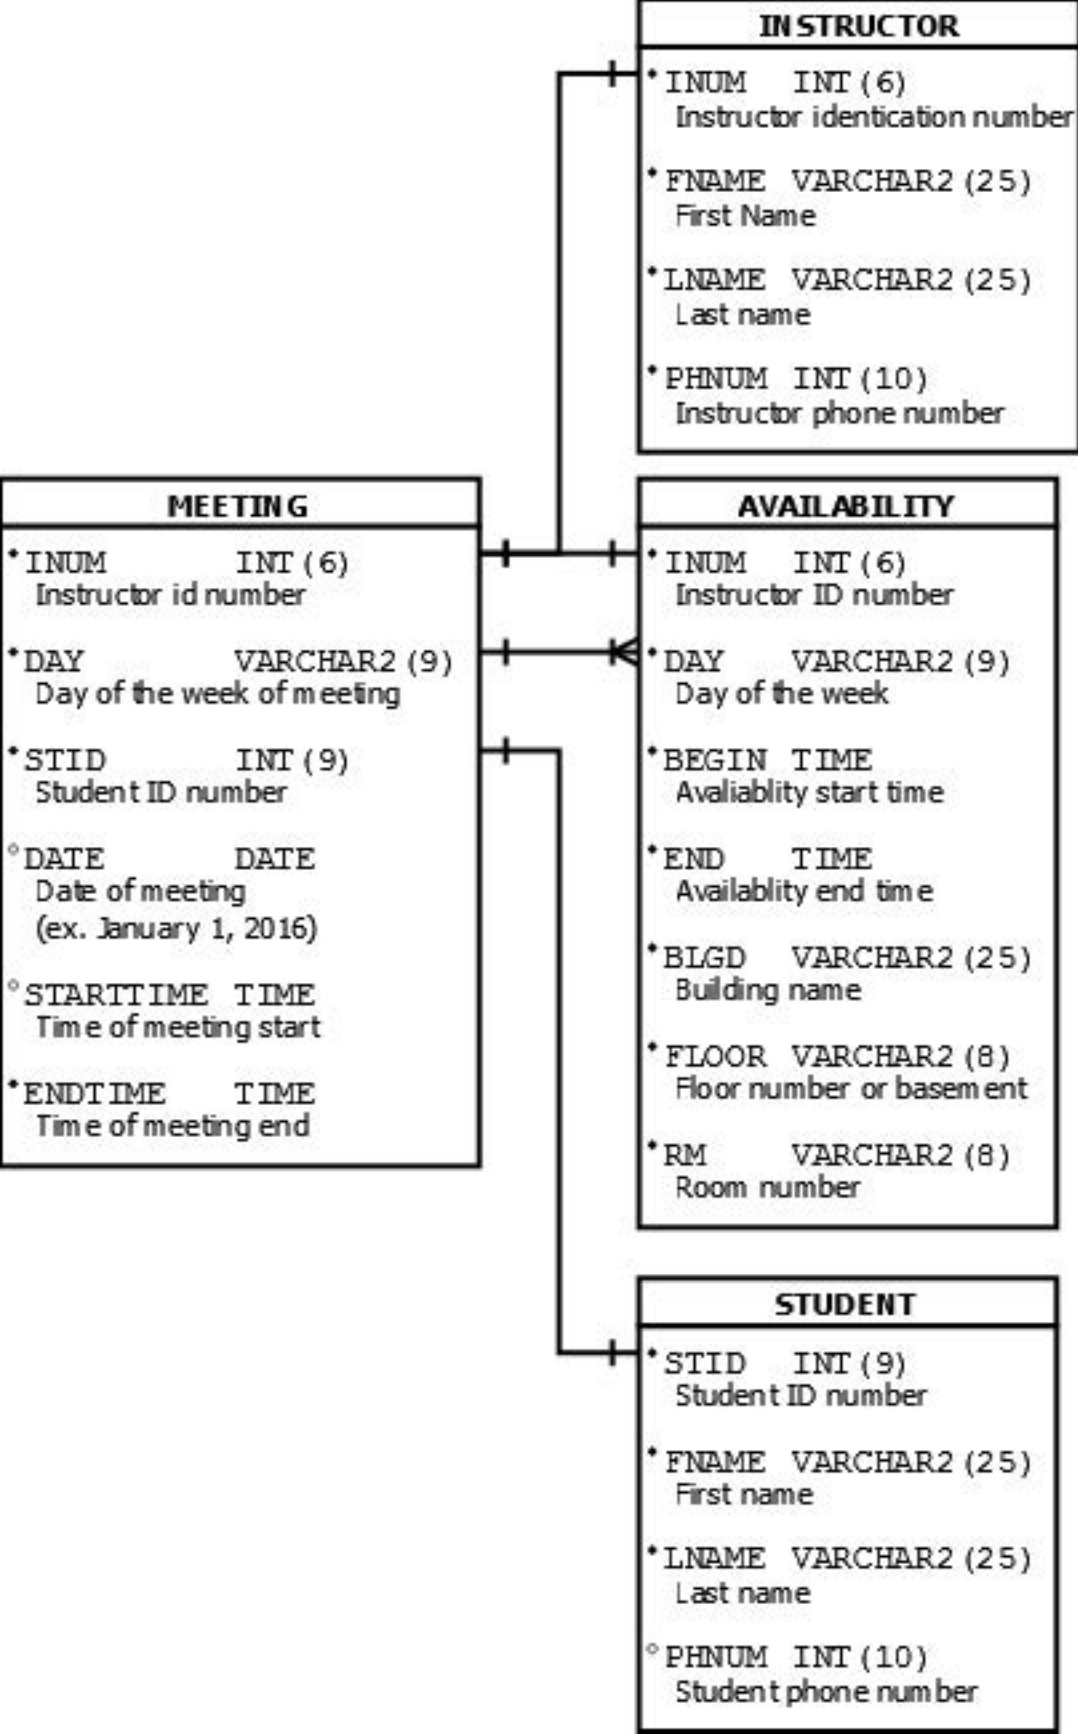 INSTRUCTOR
INUM INT(6)
Instructor identication number
FNAME VARCHAR2(25)
First Name
LNAME VARCHAR2(25)
Last name
PHNUM INT(10)
Instructor phone number
MEETING
INUM INT(6)
Instructor id number
DAY VARCHAR2(9)
Day of the week of meeting
STID INT(9)
Student ID number
DATE DATE
Date of meeting
(ex. January 1, 2016)
STARTTIME TIME
Time of meeting start
ENDTIME TIME
Time of meeting end
AVAILABILITY
INUM INT(6)
Instructor ID number
DAY VARCHAR2(9)
Day of the week
BEGIN TIME
Avaliablity start time
END TIME
Availablity end time
BLGD VARCHAR2(25)
Building name
FLOOR VARCHAR2(8)
Floor number or basement
RM VARCHAR2(8)
Room number
STUDENT
STID INT(9)
Student ID number
FNAME VARCHAR2(25)
First name
LNAME VARCHAR2(25)
Last name
PHNUM INT(10)
Student phone number